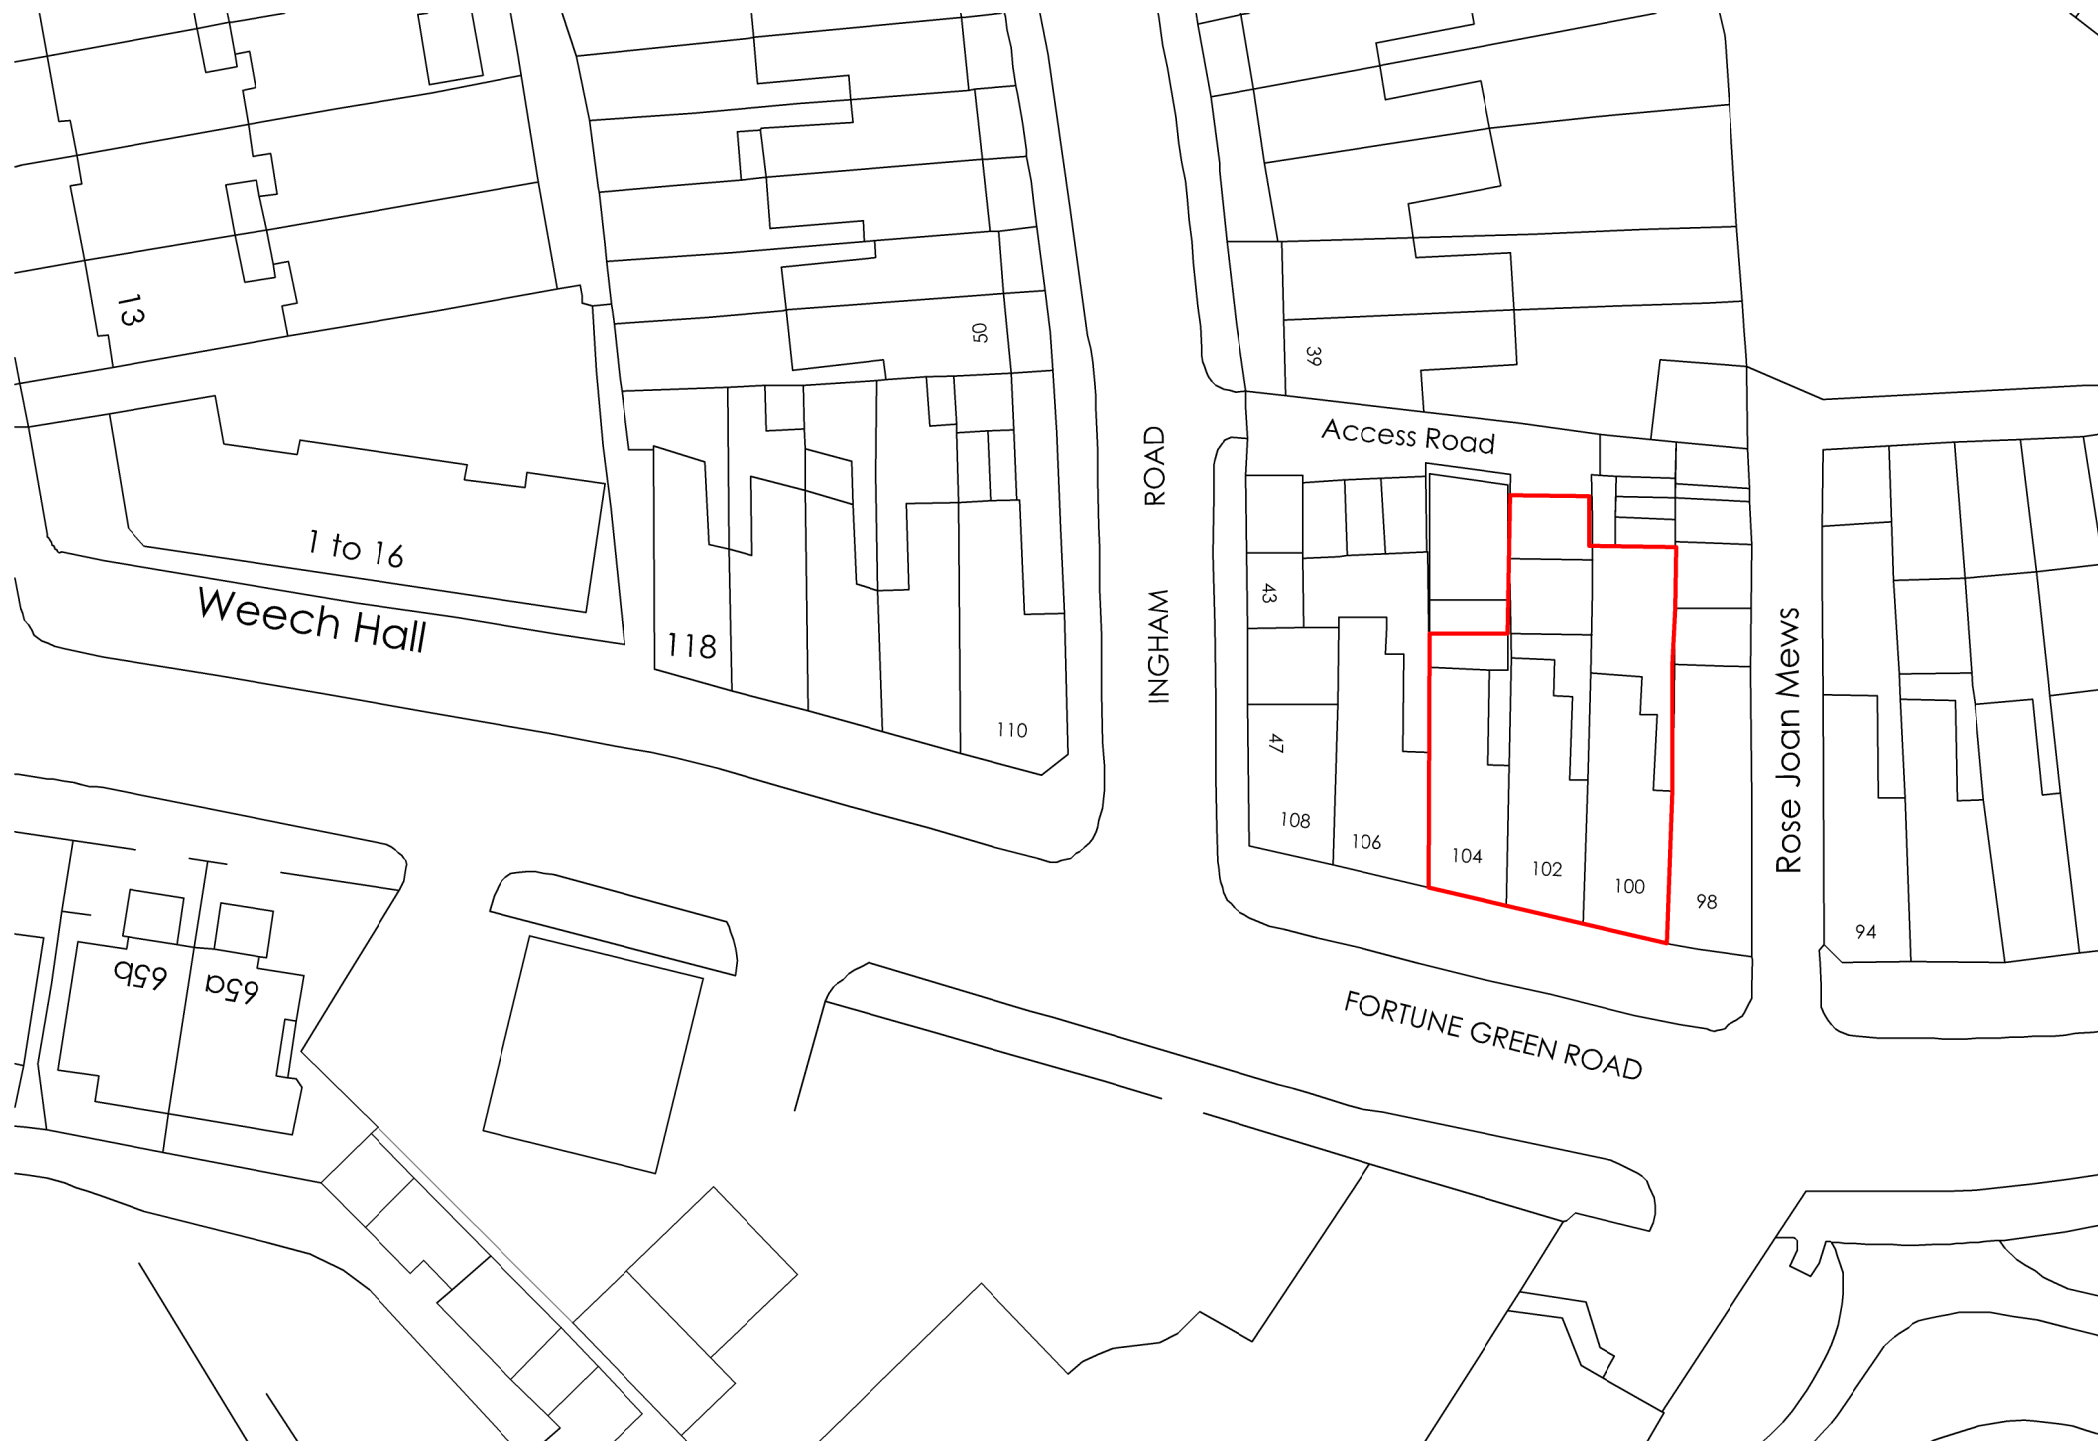 13
50
39
Access Road
1 to 16
Weech Hall
118
110
INGHAM ROAD
43
47
108
106
104
102
100
98
Rose Joan Mews
94
65b
65a
FORTUNE GREEN ROAD